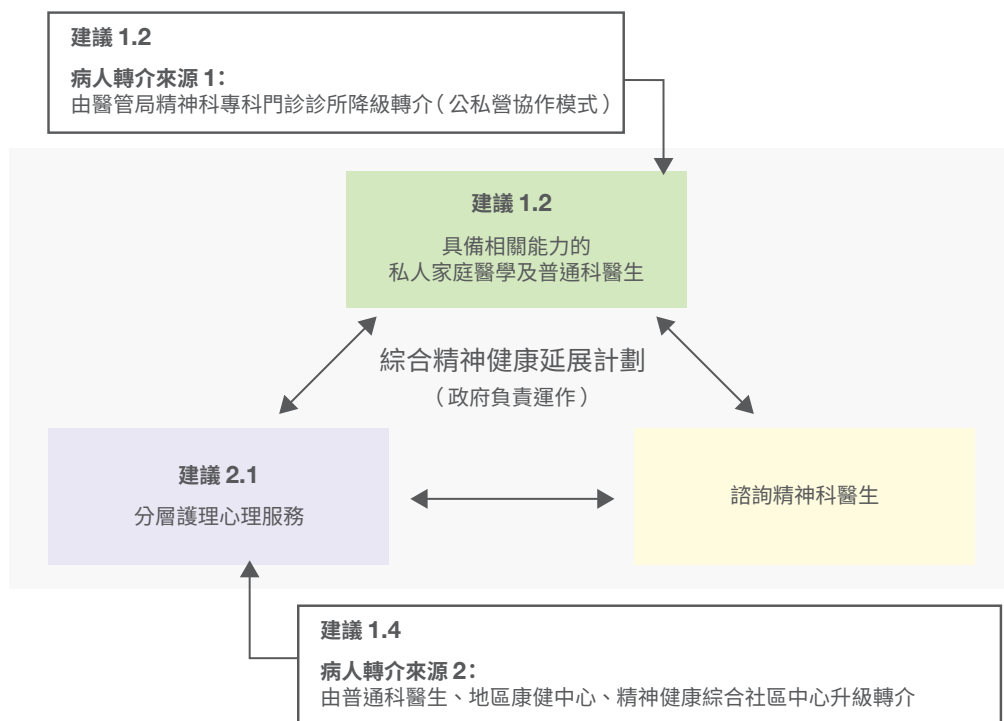 建議 1.2
病人轉介來源 1：
由醫管局精神科專科門診診所降級轉介（公私營協作模式）
建議 1.2
具備相關能力的
私人家庭醫學及普通科醫生
綜合精神健康延展計劃
（政府負責運作）
建議 2.1
分層護理心理服務
諮詢精神科醫生
建議 1.4
病人轉介來源 2：
由普通科醫生、地區康健中心、精神健康綜合社區中心升級轉介